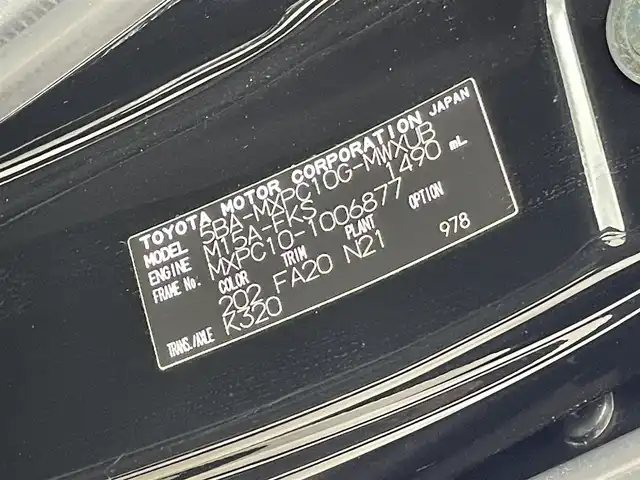 TOYOTA MOTOR CORPORATION JAPAN
MODEL 5BA-MXPC10G-MWXUB
ENGINE M15A-FKS 1490 mL
FRAME No. MXPC10-1006877
COLOR TRIM PLANT OPTION
202 FA20 N21 978
TRANS./AXLE K320